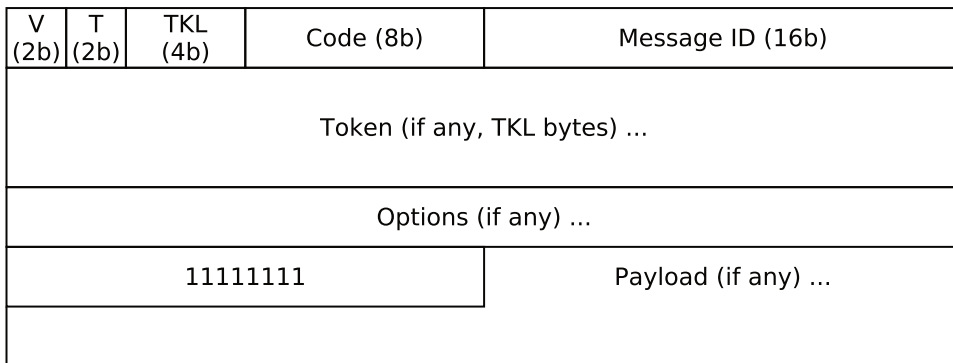 V
(2b)
T
(2b)
TKL
(4b)
Code (8b)
Message ID (16b)
Token (if any, TKL bytes) ...
Options (if any) ...
11111111
Payload (if any) ...